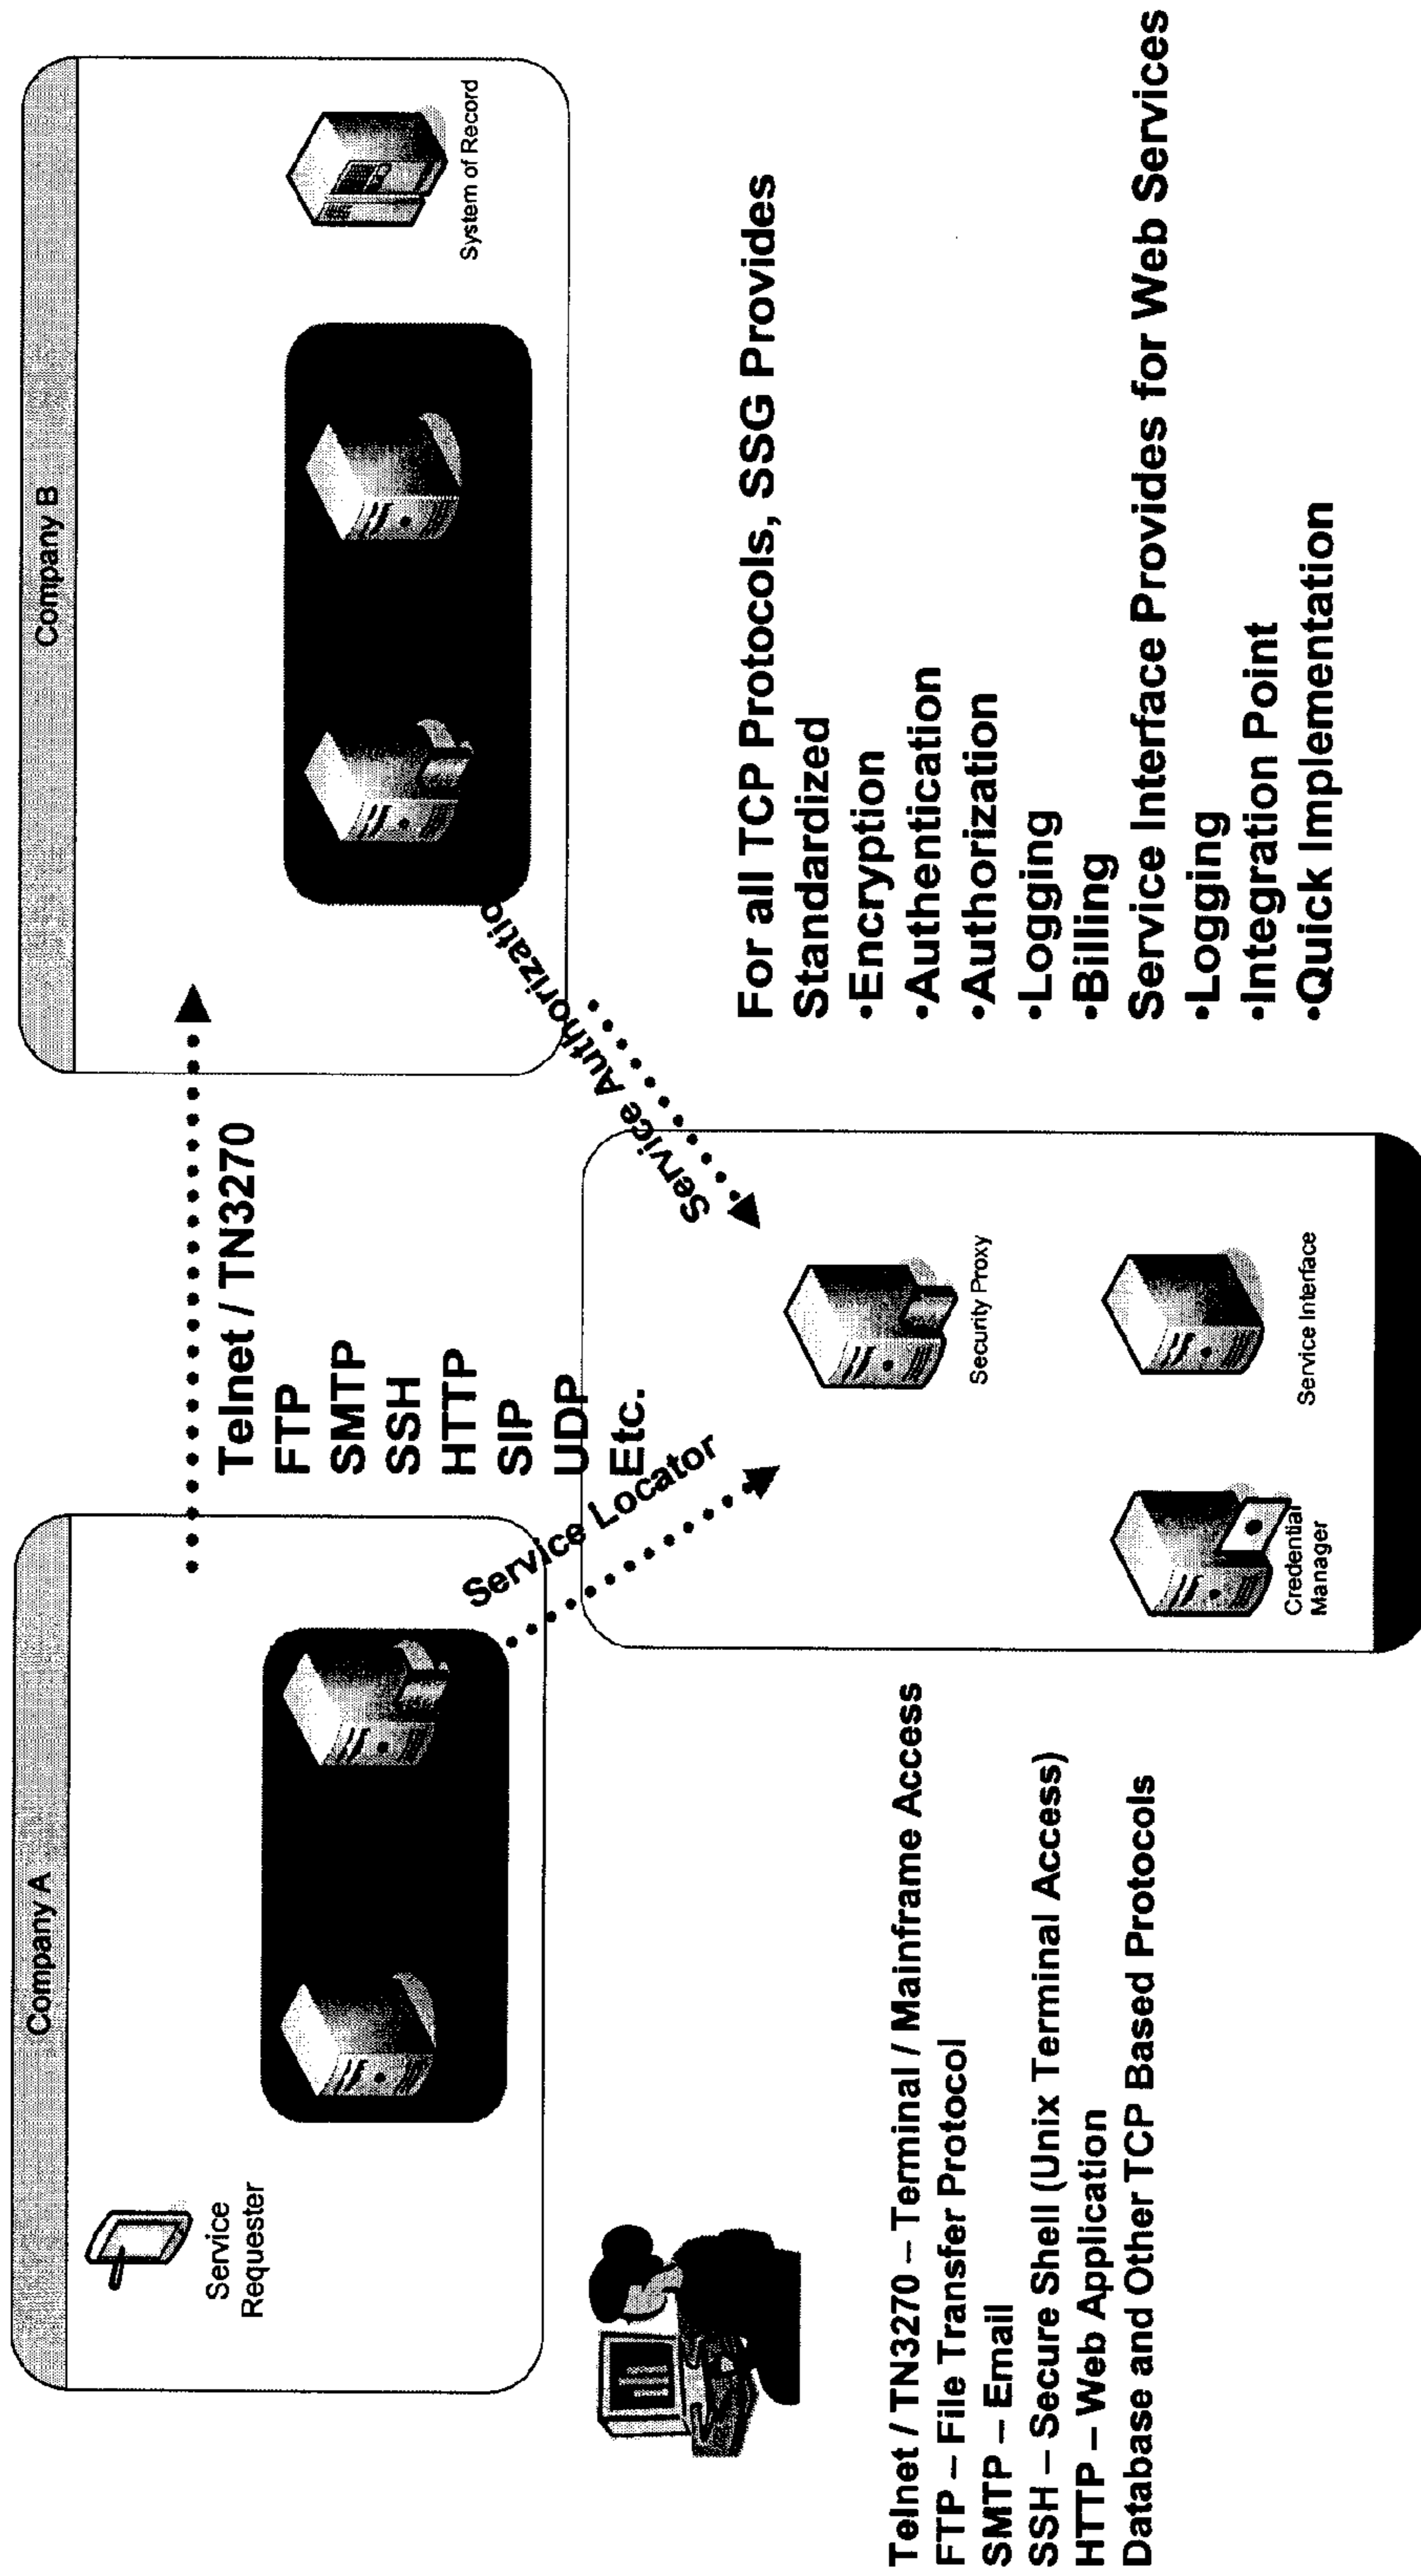 Company A
Company B
Service
Requester
System of Record
Telnet / TN3270
FTP
SMTP
SSH
HTTP
SIP
UDP
Etc.
Service Locator
Service Authorizatio
Security Proxy
Credential
Manager
Service Interface
Telnet / TN3270 – Terminal / Mainframe Access
FTP – File Transfer Protocol
SMTP – Email
SSH – Secure Shell (Unix Terminal Access)
HTTP – Web Application
Database and Other TCP Based Protocols
For all TCP Protocols, SSG Provides
Standardized
•Encryption
•Authentication
•Authorization
•Logging
•Billing
Service Interface Provides for Web Services
•Logging
•Integration Point
•Quick Implementation